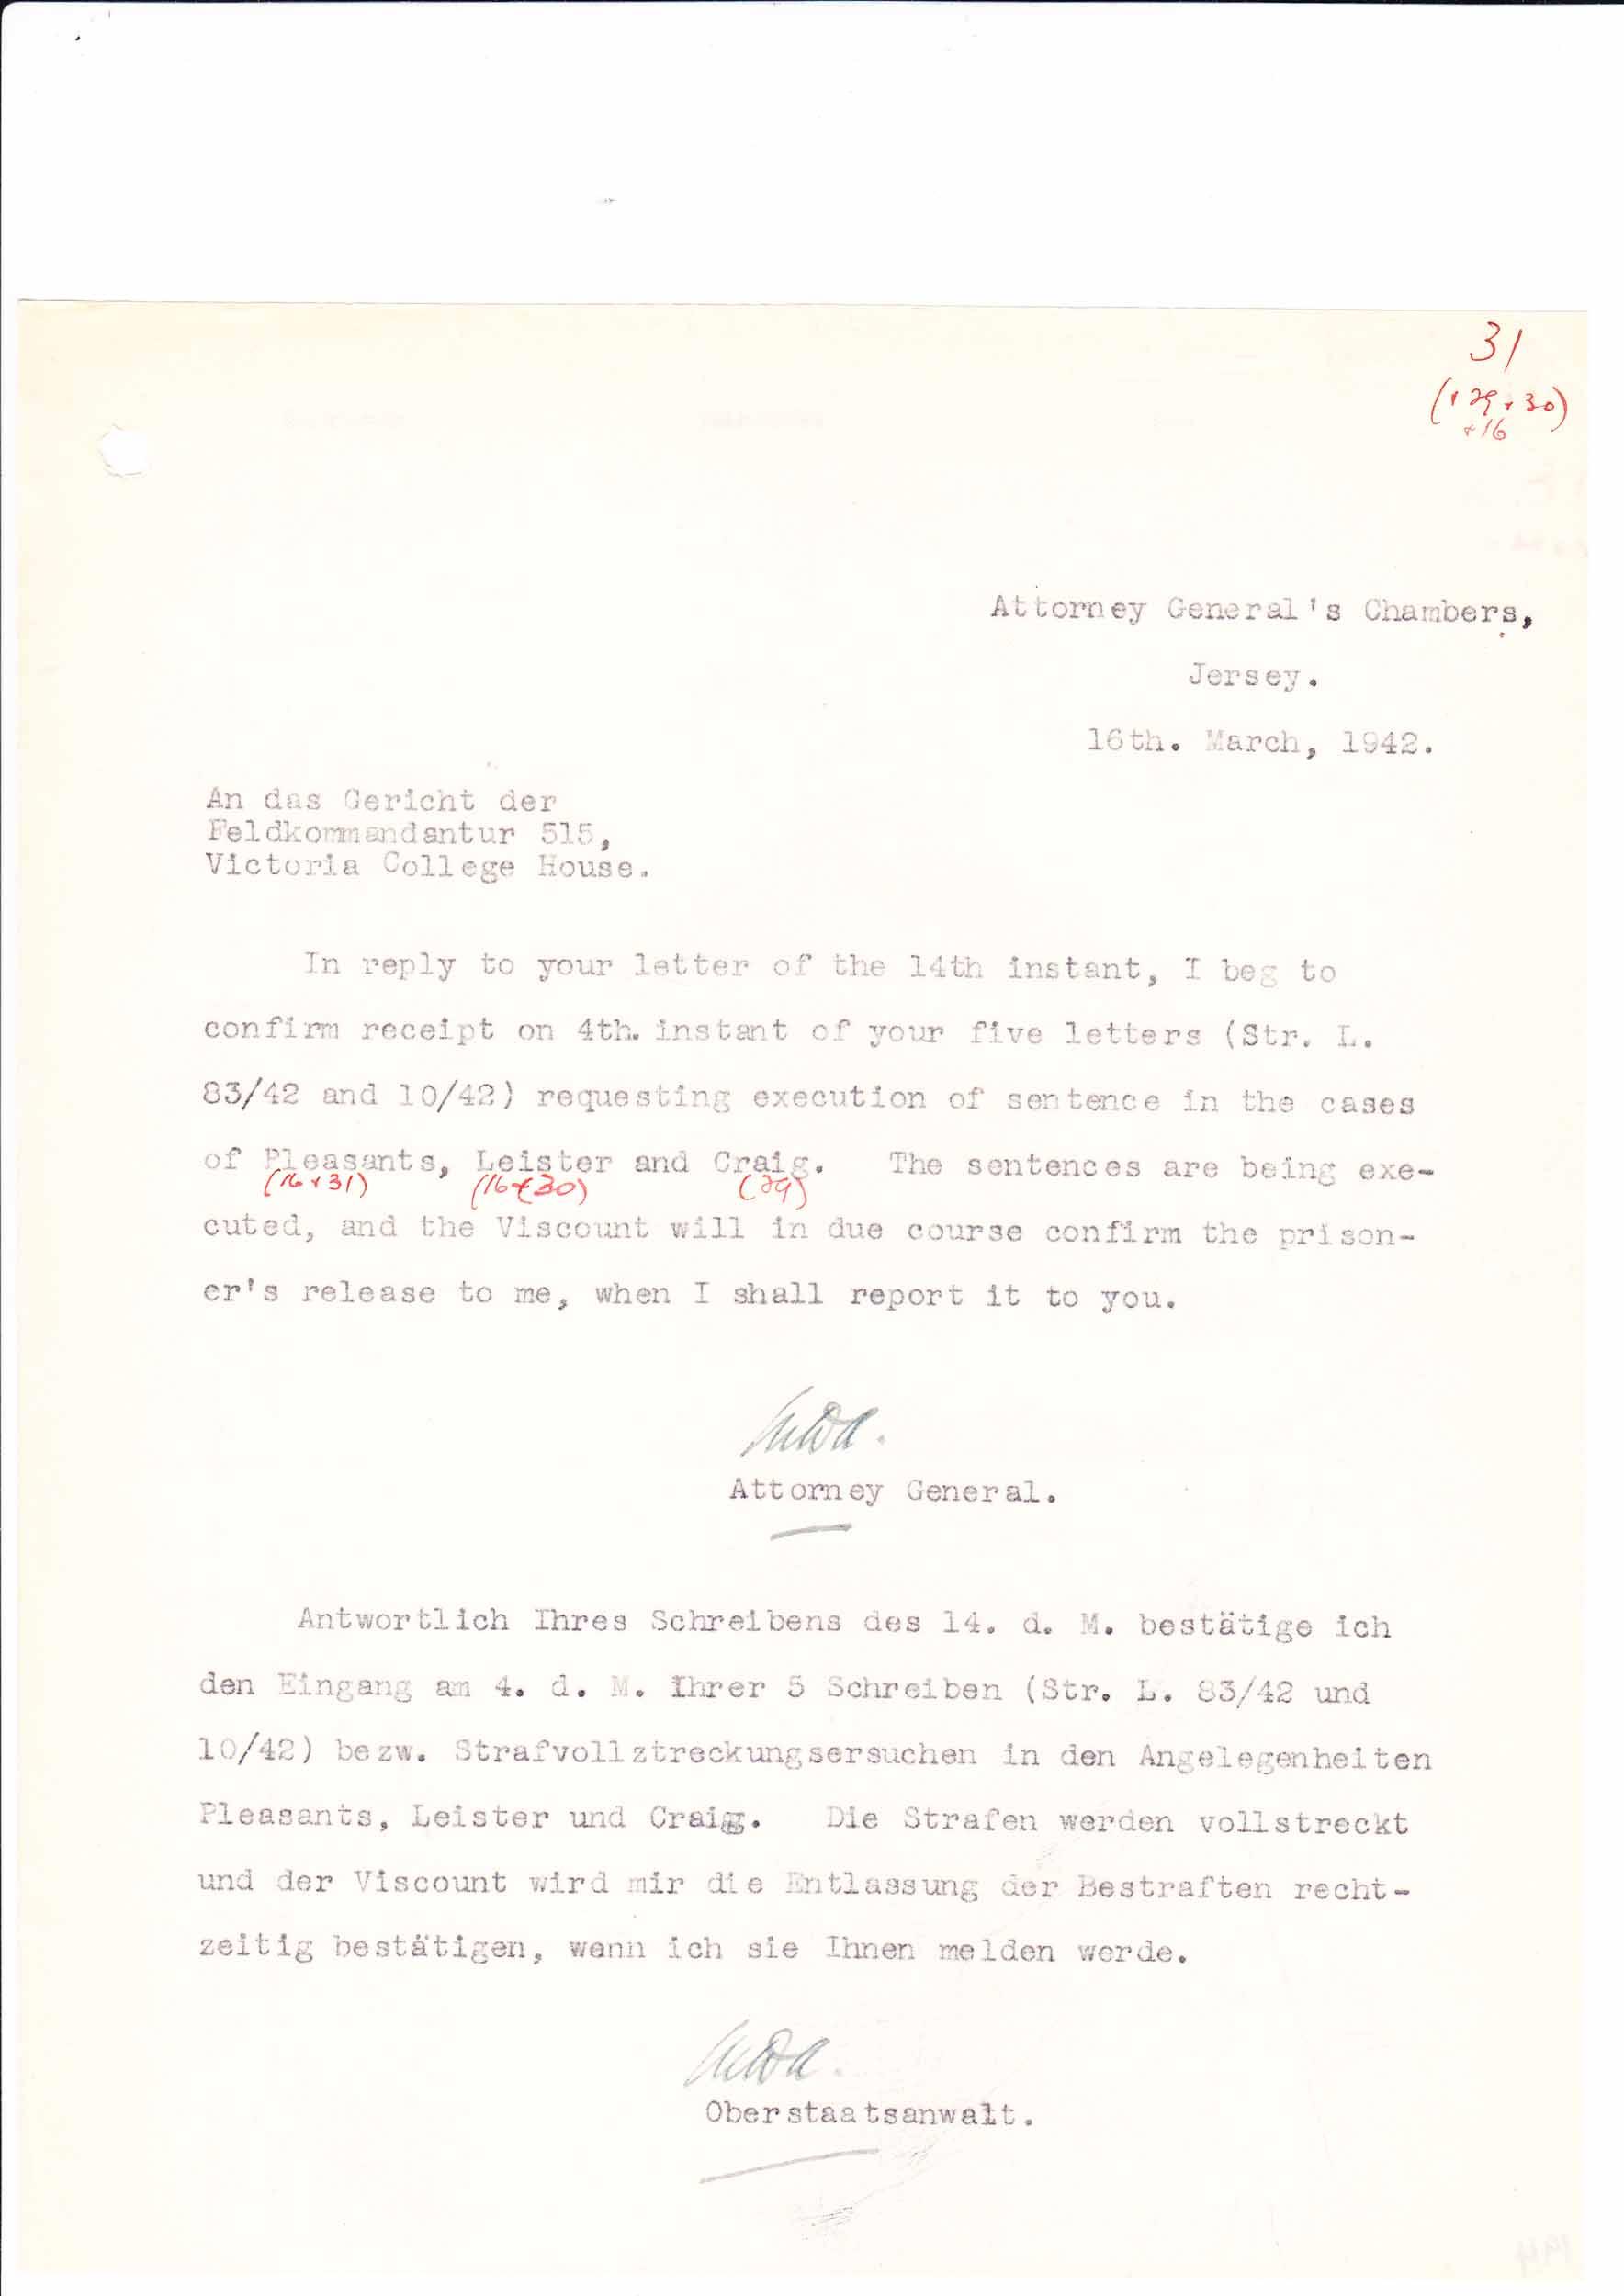 31
(+ 29 + 30)
+ 16
Attorney General's Chambers,
Jersey.
16th. March, 1942.
An das Gericht der
Feldkommandantur 515,
Victoria College House.
In reply to your letter of the 14th instant, I beg to
confirm receipt on 4th. instant of your five letters (Str. L.
83/42 and 10/42) requesting execution of sentence in the cases
of Pleasants, Leister and Craig. The sentences are being exe-
(16 + 31) (16 + 30) (29)
cuted, and the Viscount will in due course confirm the prison-
er's release to me, when I shall report it to you.
Attorney General.
Antwortlich Ihres Schreibens des 14. d. M. bestätige ich
den Eingang am 4. d. M. Ihrer 5 Schreiben (Str. L. 83/42 und
10/42) bezw. Strafvollztreckungsersuchen in den Angelegenheiten
Pleasants, Leister und Craig. Die Strafen werden vollstreckt
und der Viscount wird mir die Entlassung der Bestraften recht-
zeitig bestätigen, wann ich sie Ihnen melden werde.
Oberstaatsanwalt.